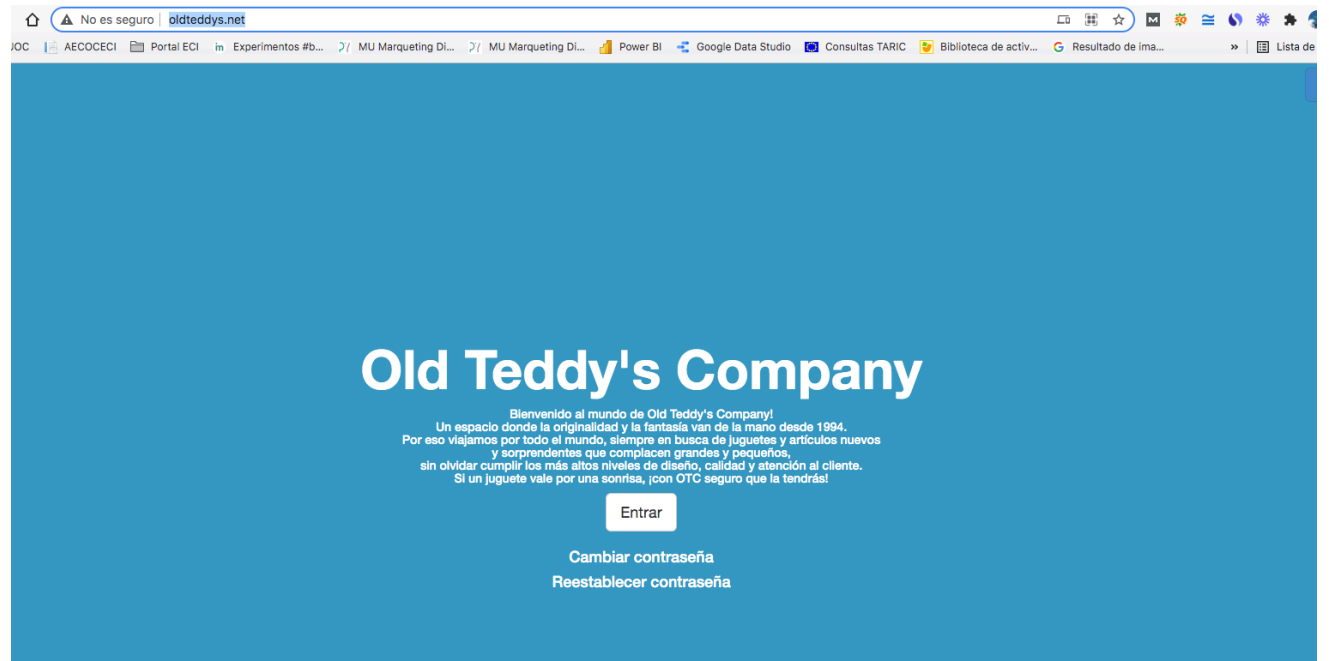 No es seguro | oldteddys.net
JOC AECOCECI Portal ECI Experimentos #b... MU Marqueting Di... MU Marqueting Di... Power BI Google Data Studio Consultas TARIC Biblioteca de activ... Resultado de ima... » Lista de
Old Teddy's Company
Bienvenido al mundo de Old Teddy's Company!
Un espacio donde la originalidad y la fantasía van de la mano desde 1994.
Por eso viajamos por todo el mundo, siempre en busca de juguetes y artículos nuevos
y sorprendentes que complacen grandes y pequeños,
sin olvidar cumplir los más altos niveles de diseño, calidad y atención al cliente.
Si un juguete vale por una sonrisa, ¡con OTC seguro que la tendrás!
Entrar
Cambiar contraseña
Reestablecer contraseña